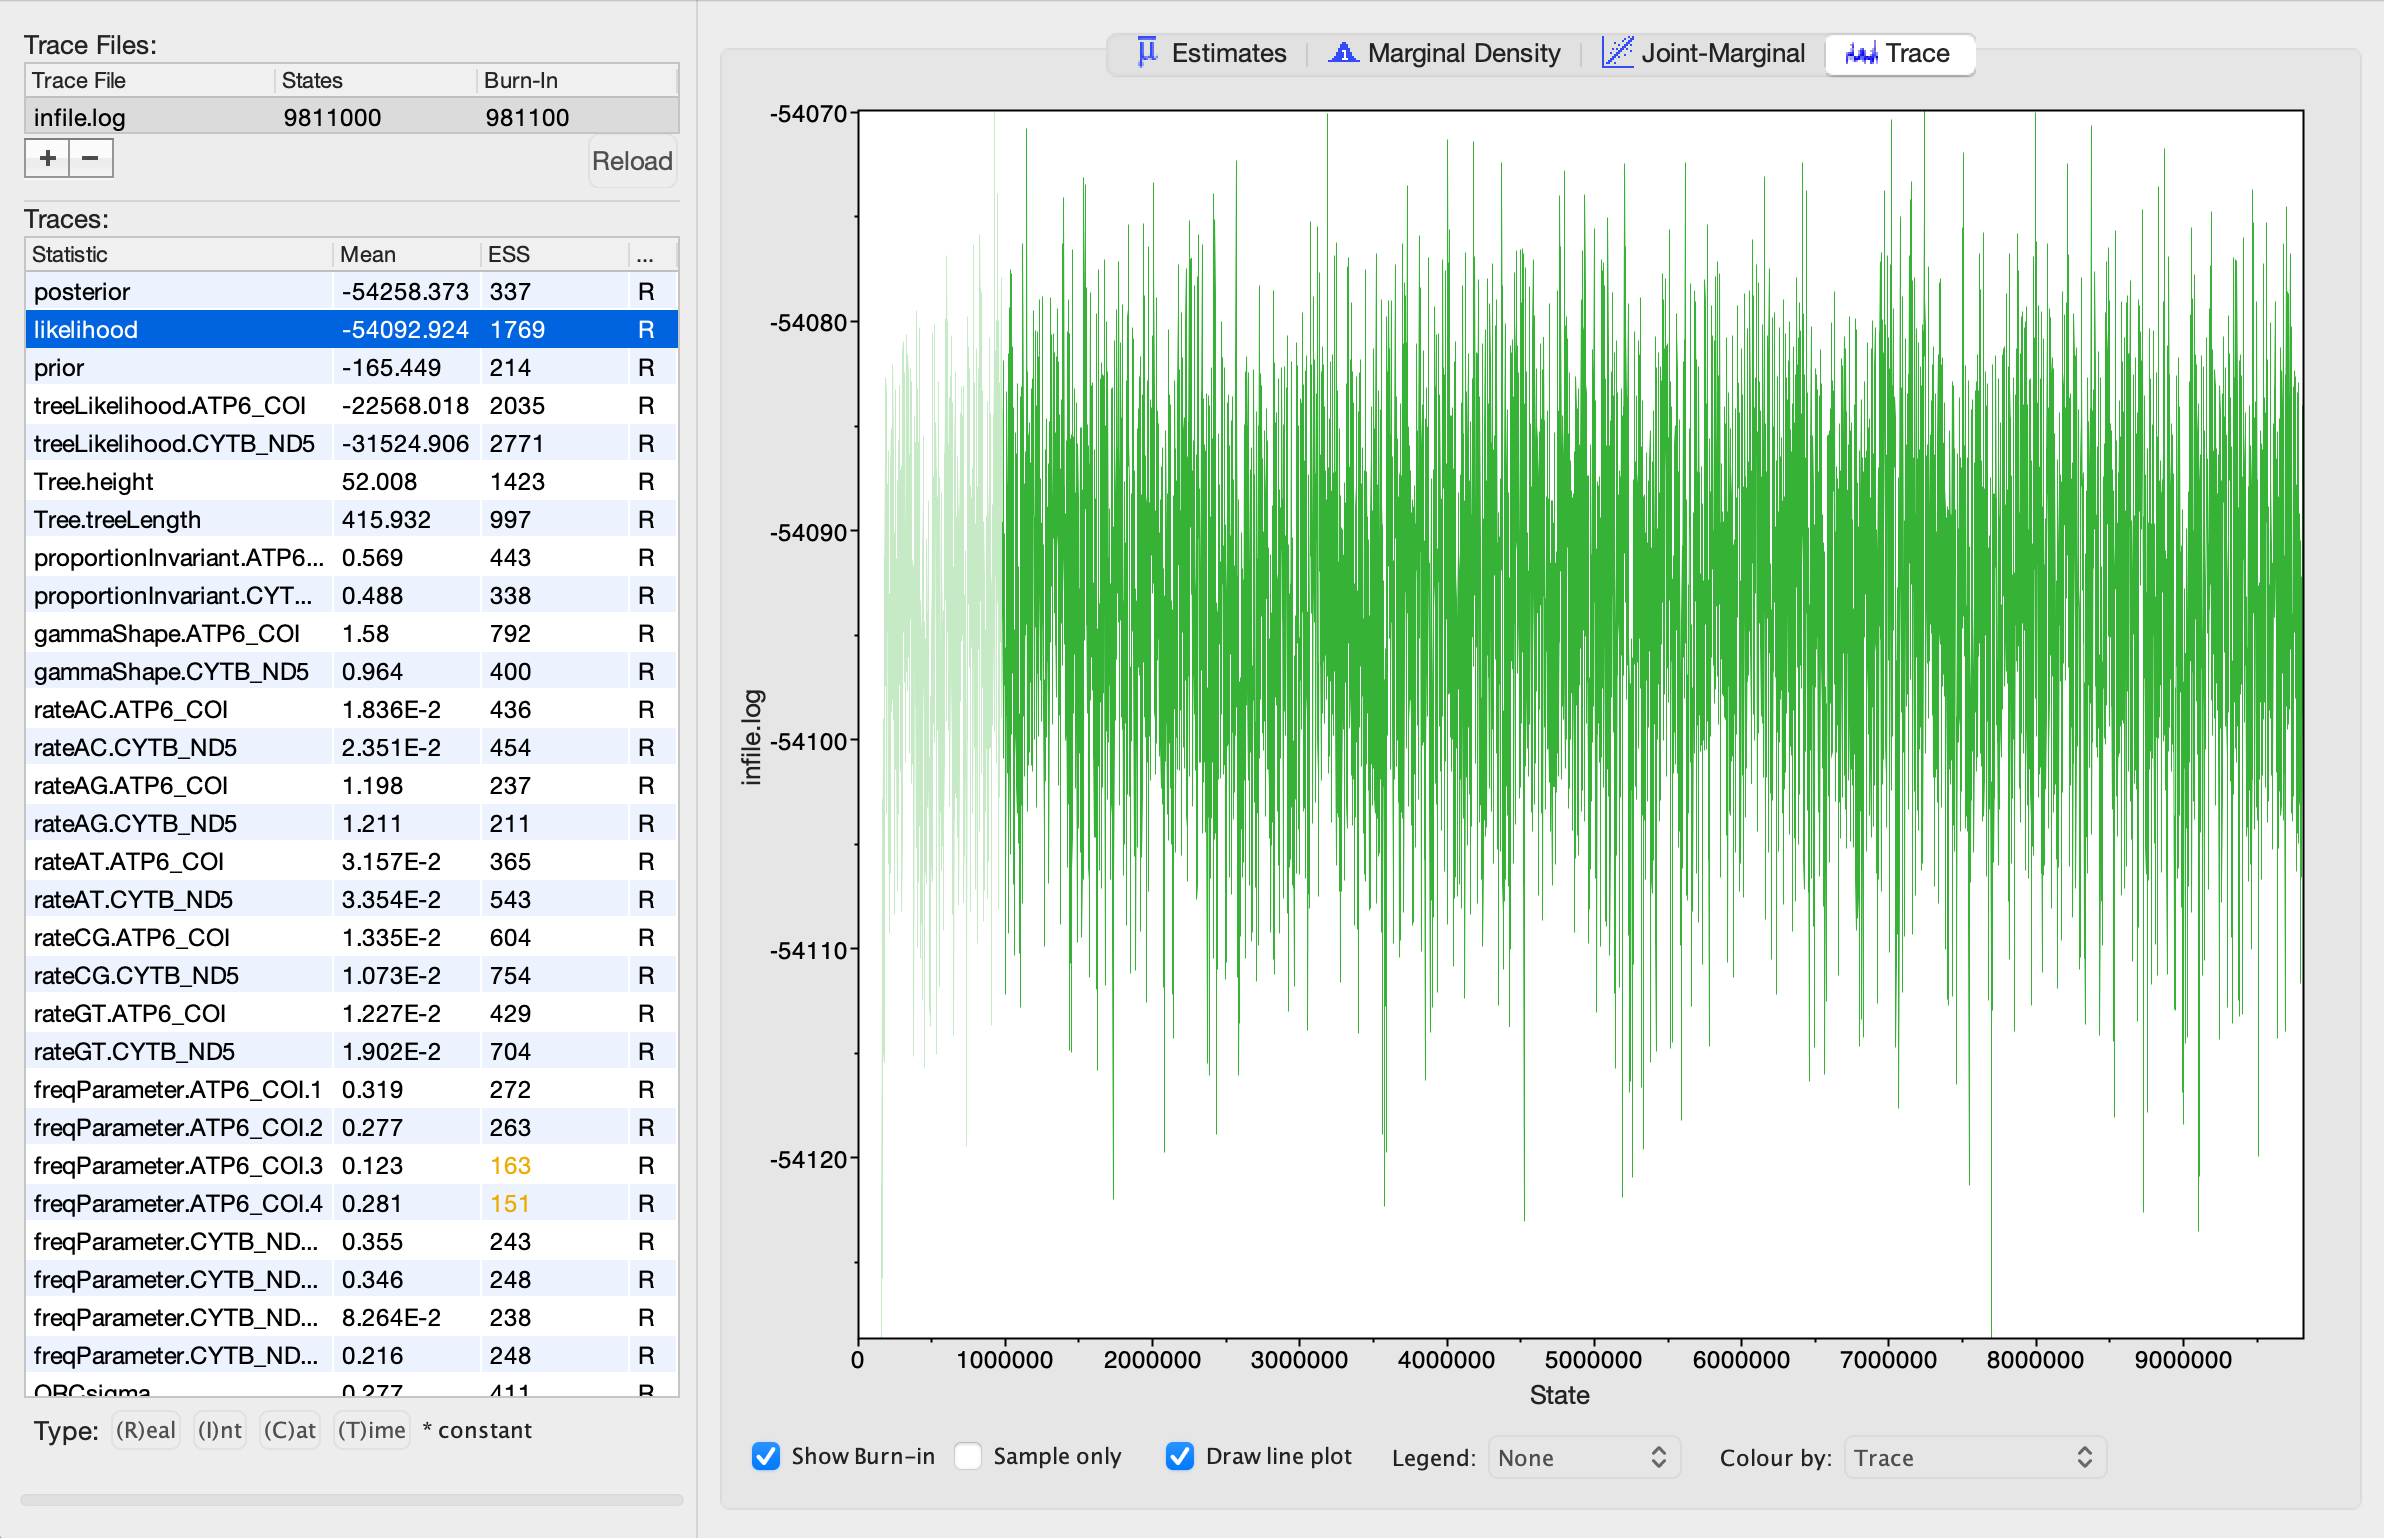 Trace Files:
Trace File States Burn-In
infile.log 9811000 981100
+ − Reload
Traces:
Statistic Mean ESS ...
posterior -54258.373 337 R
likelihood -54092.924 1769 R
prior -165.449 214 R
treeLikelihood.ATP6_COI -22568.018 2035 R
treeLikelihood.CYTB_ND5 -31524.906 2771 R
Tree.height 52.008 1423 R
Tree.treeLength 415.932 997 R
proportionInvariant.ATP6... 0.569 443 R
proportionInvariant.CYT... 0.488 338 R
gammaShape.ATP6_COI 1.58 792 R
gammaShape.CYTB_ND5 0.964 400 R
rateAC.ATP6_COI 1.836E-2 436 R
rateAC.CYTB_ND5 2.351E-2 454 R
rateAG.ATP6_COI 1.198 237 R
rateAG.CYTB_ND5 1.211 211 R
rateAT.ATP6_COI 3.157E-2 365 R
rateAT.CYTB_ND5 3.354E-2 543 R
rateCG.ATP6_COI 1.335E-2 604 R
rateCG.CYTB_ND5 1.073E-2 754 R
rateGT.ATP6_COI 1.227E-2 429 R
rateGT.CYTB_ND5 1.902E-2 704 R
freqParameter.ATP6_COI.1 0.319 272 R
freqParameter.ATP6_COI.2 0.277 263 R
freqParameter.ATP6_COI.3 0.123 163 R
freqParameter.ATP6_COI.4 0.281 151 R
freqParameter.CYTB_ND... 0.355 243 R
freqParameter.CYTB_ND... 0.346 248 R
freqParameter.CYTB_ND... 8.264E-2 238 R
freqParameter.CYTB_ND... 0.216 248 R
ORCsigma 0.277 411 R
Type: (R)eal (I)nt (C)at (T)ime * constant
Estimates Marginal Density Joint-Marginal Trace
-54070
-54080
-54090
-54100
-54110
-54120
infile.log
0 1000000 2000000 3000000 4000000 5000000 6000000 7000000 8000000 9000000
State
Show Burn-in Sample only Draw line plot Legend: None Colour by: Trace